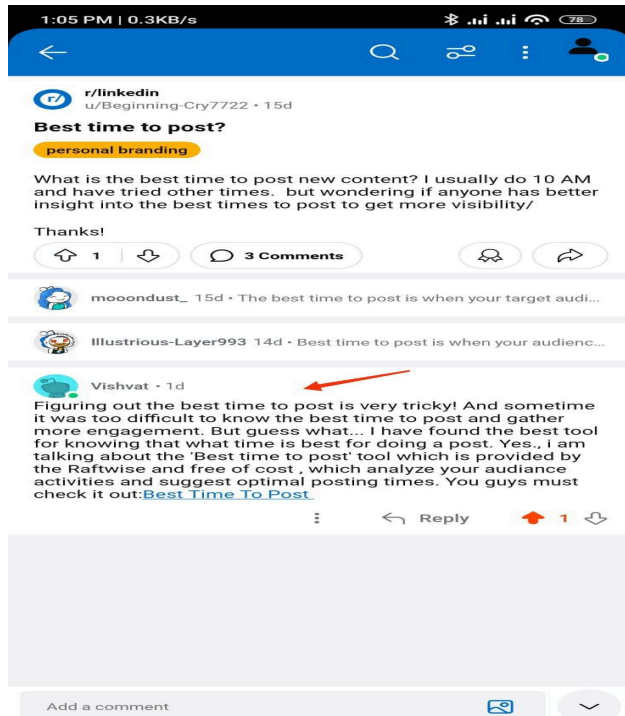 1:05 PM | 0.3KB/s
78
r/linkedin
u/Beginning-Cry7722 • 15d
Best time to post?
personal branding
What is the best time to post new content? I usually do 10 AM
and have tried other times.  but wondering if anyone has better
insight into the best times to post to get more visibility/
Thanks!
1
3 Comments
mooondust_ 15d • The best time to post is when your target audi...
Illustrious-Layer993 14d • Best time to post is when your audienc...
Vishvat • 1d
Figuring out the best time to post is very tricky! And sometime
it was too difficult to know the best time to post and gather
more engagement. But guess what... I have found the best tool
for knowing that what time is best for doing a post. Yes., i am
talking about the 'Best time to post' tool which is provided by
the Raftwise and free of cost , which analyze your audiance
activities and suggest optimal posting times. You guys must
check it out:Best Time To Post
Reply 1
Add a comment